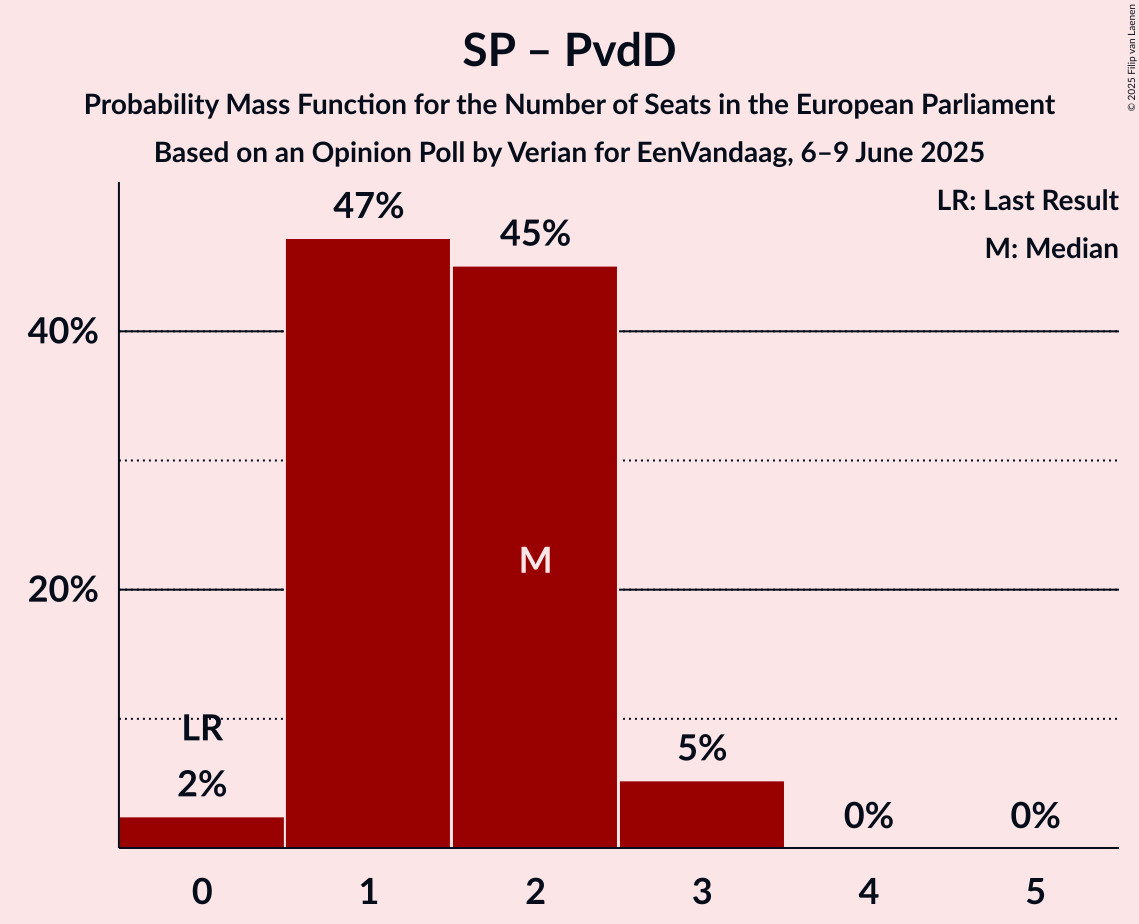 SP – PvdD
Probability Mass Function for the Number of Seats in the European Parliament
Based on an Opinion Poll by Verian for EenVandaag, 6–9 June 2025
© 2025 Filip van Laenen
LR: Last Result
M: Median
47%
45%
40%
M
20%
LR
2%
5%
0%
0%
0
1
2
3
4
5